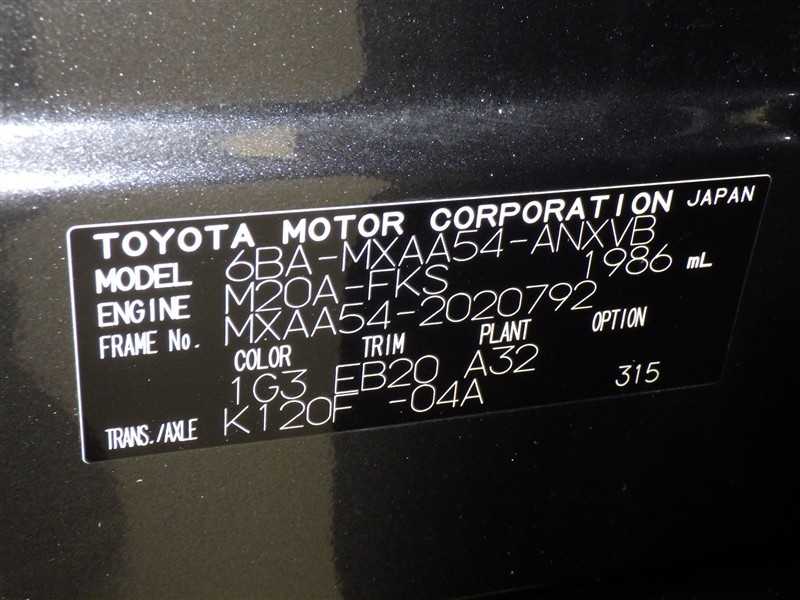 TOYOTA MOTOR CORPORATION JAPAN
MODEL 6BA-MXAA54-ANXVB
ENGINE M20A-FKS 1986 mL
FRAME No. MXAA54-2020792
COLOR TRIM PLANT OPTION
1G3 EB20 A32
TRANS./AXLE K120F -04A 315